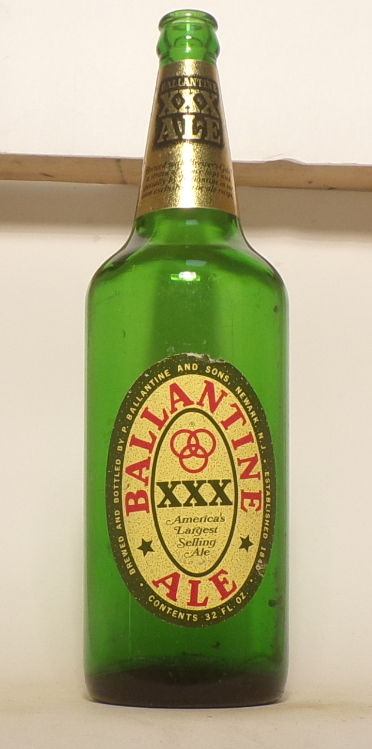 BALLANTINE
XXX
ALE
BREWED AND BOTTLED BY P. BALLANTINE AND SONS, NEWARK, N.J. • ESTABLISHED
BALLANTINE
XXX
America's
Largest
Selling
Ale
ALE
CONTENTS 32 FL. OZ.